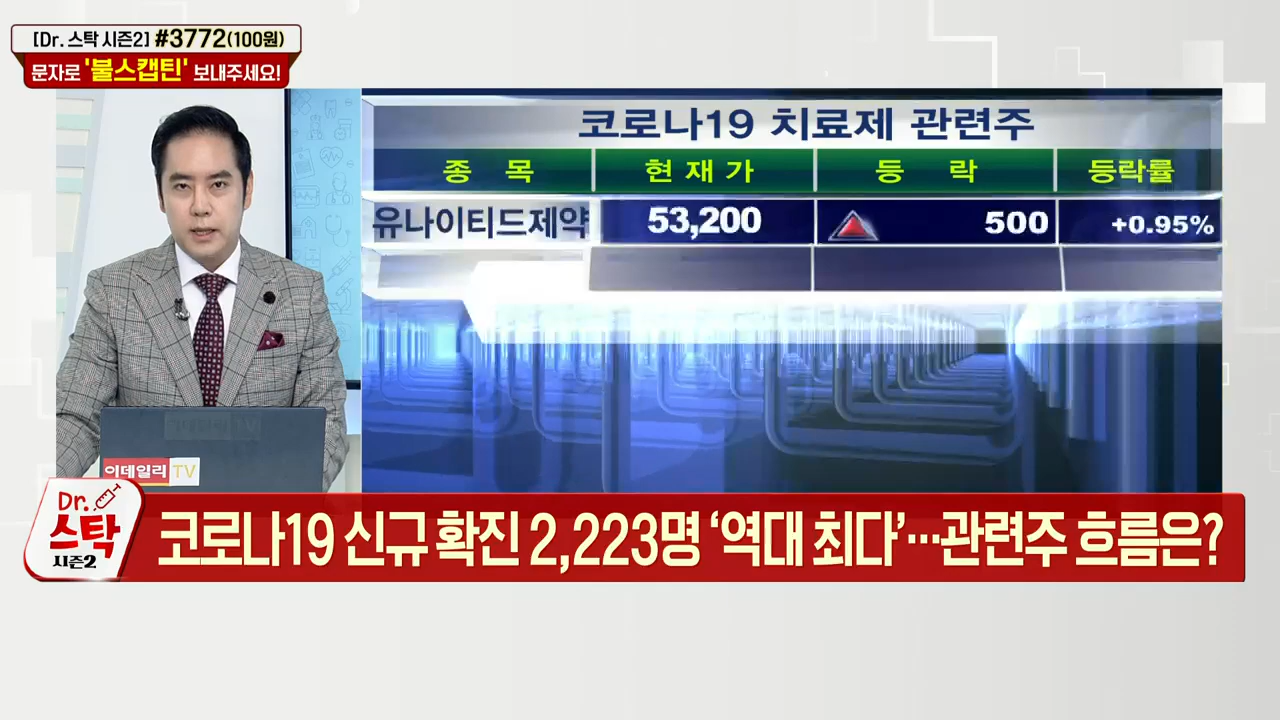 [Dr. 스탁 시즌2] #3772(100원)
문자로 '불스캡틴' 보내주세요!
코로나19 치료제 관련주
종 목 현 재 가 등 락 등락률
유나이티드제약 53,200 500 +0.95%
이데일리 TV
Dr.
스탁
시즌2
코로나19 신규 확진 2,223명 ‘역대 최다’…관련주 흐름은?